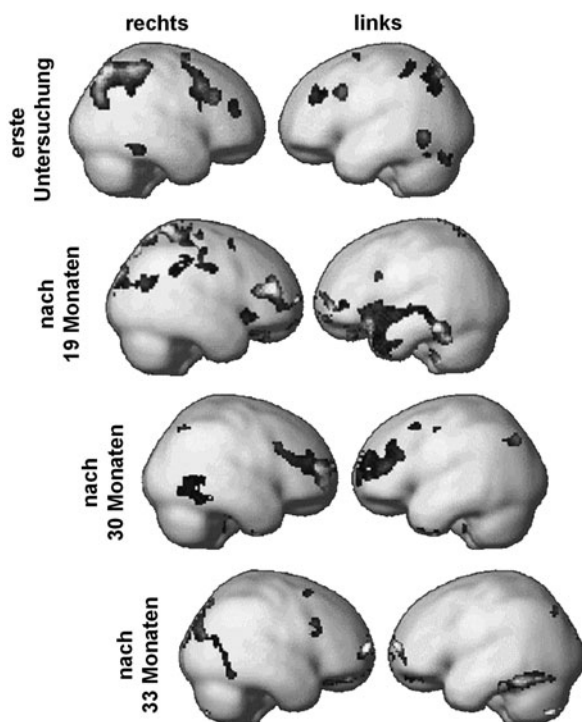 rechts
links
erste
Untersuchung
nach
19 Monaten
nach
30 Monaten
nach
33 Monaten